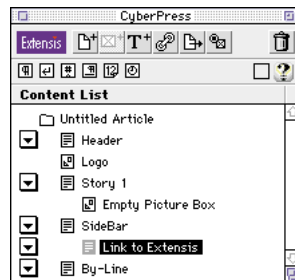 CyberPress
Extensis
T
Content List
Untitled Article
Header
Logo
Story 1
Empty Picture Box
SideBar
Link to Extensis
By-Line